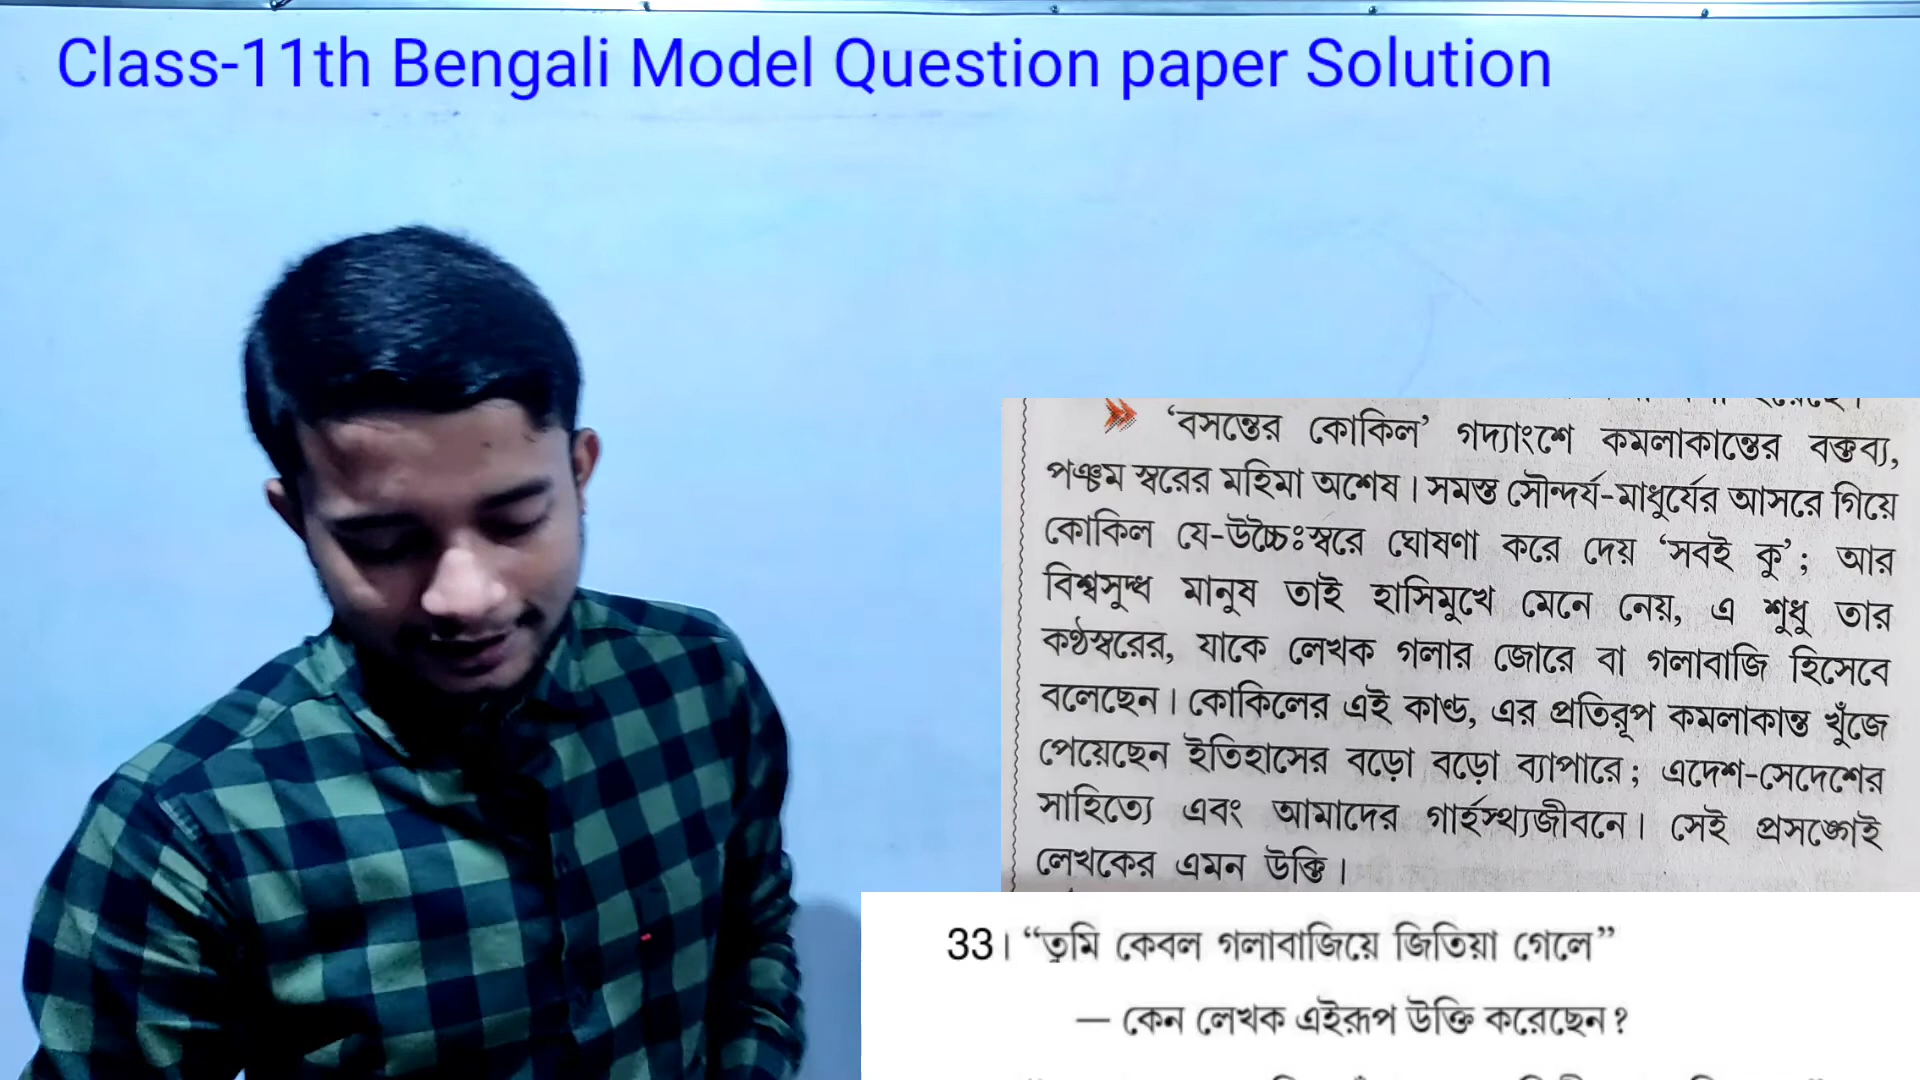 Class-11th Bengali Model Question paper Solution
‘বসন্তের কোকিল’ গদ্যাংশে কমলাকান্তের বক্তব্য,
পঞ্চম স্বরের মহিমা অশেষ। সমস্ত সৌন্দর্য-মাধুর্যের আসরে গিয়ে
কোকিল যে-উচ্চৈঃস্বরে ঘোষণা করে দেয় ‘সবই কু’; আর
বিশ্বসুদ্ধ মানুষ তাই হাসিমুখে মেনে নেয়, এ শুধু তার
কণ্ঠস্বরের, যাকে লেখক গলার জোরে বা গলাবাজি হিসেবে
বলেছেন। কোকিলের এই কাণ্ড, এর প্রতিরূপ কমলাকান্ত খুঁজে
পেয়েছেন ইতিহাসের বড়ো বড়ো ব্যাপারে; এদেশ-সেদেশের
সাহিত্যে এবং আমাদের গার্হস্থ্যজীবনে। সেই প্রসঙ্গেই
লেখকের এমন উক্তি।
33। “তুমি কেবল গলাবাজিয়ে জিতিয়া গেলে”
— কেন লেখক এইরূপ উক্তি করেছেন?